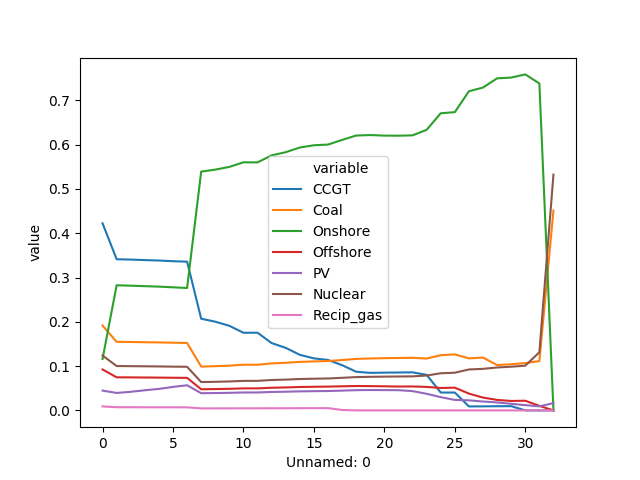 0.7
0.6
0.5
0.4
0.3
0.2
0.1
0.0
value
variable
CCGT
Coal
Onshore
Offshore
PV
Nuclear
Recip_gas
0 5 10 15 20 25 30
Unnamed: 0